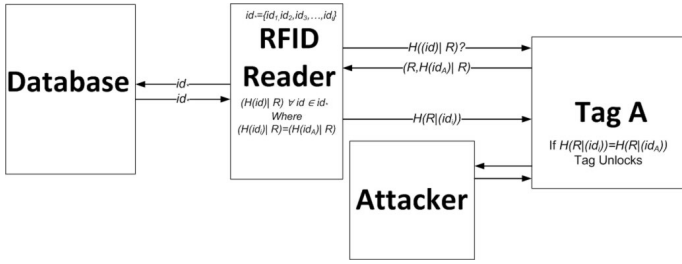 id*={id1,id2,id3,…,idj}
RFID
Reader
(H(id)| R) ∀ id ∈ id*
Where
(H(idi)| R)=(H(idA)| R)
Database
id*
id*
H((id)| R)?
(R,H(idA)| R)
H(R|(idi))
Tag A
If H(R|(idi))=H(R|(idA))
Tag Unlocks
Attacker